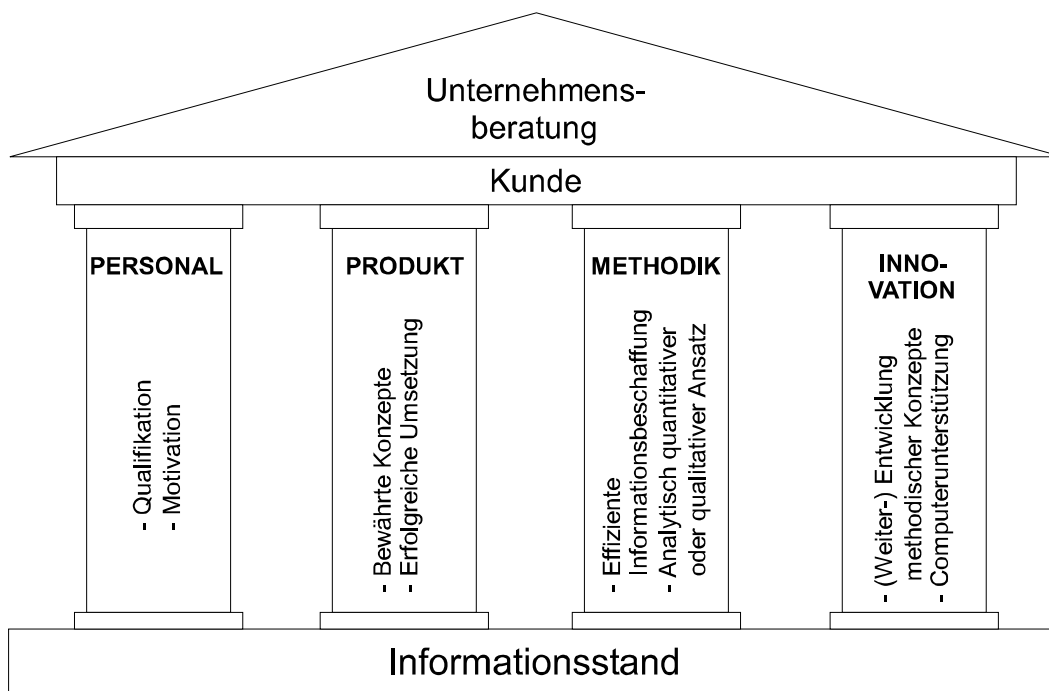 Unternehmens-
beratung
Kunde
PERSONAL
- Qualifikation
- Motivation
PRODUKT
- Bewährte Konzepte
- Erfolgreiche Umsetzung
METHODIK
- Effiziente
Informationsbeschaffung
- Analytisch quantitativer
oder qualitativer Ansatz
INNO-
VATION
- (Weiter-) Entwicklung
methodischer Konzepte
- Computerunterstützung
Informationsstand